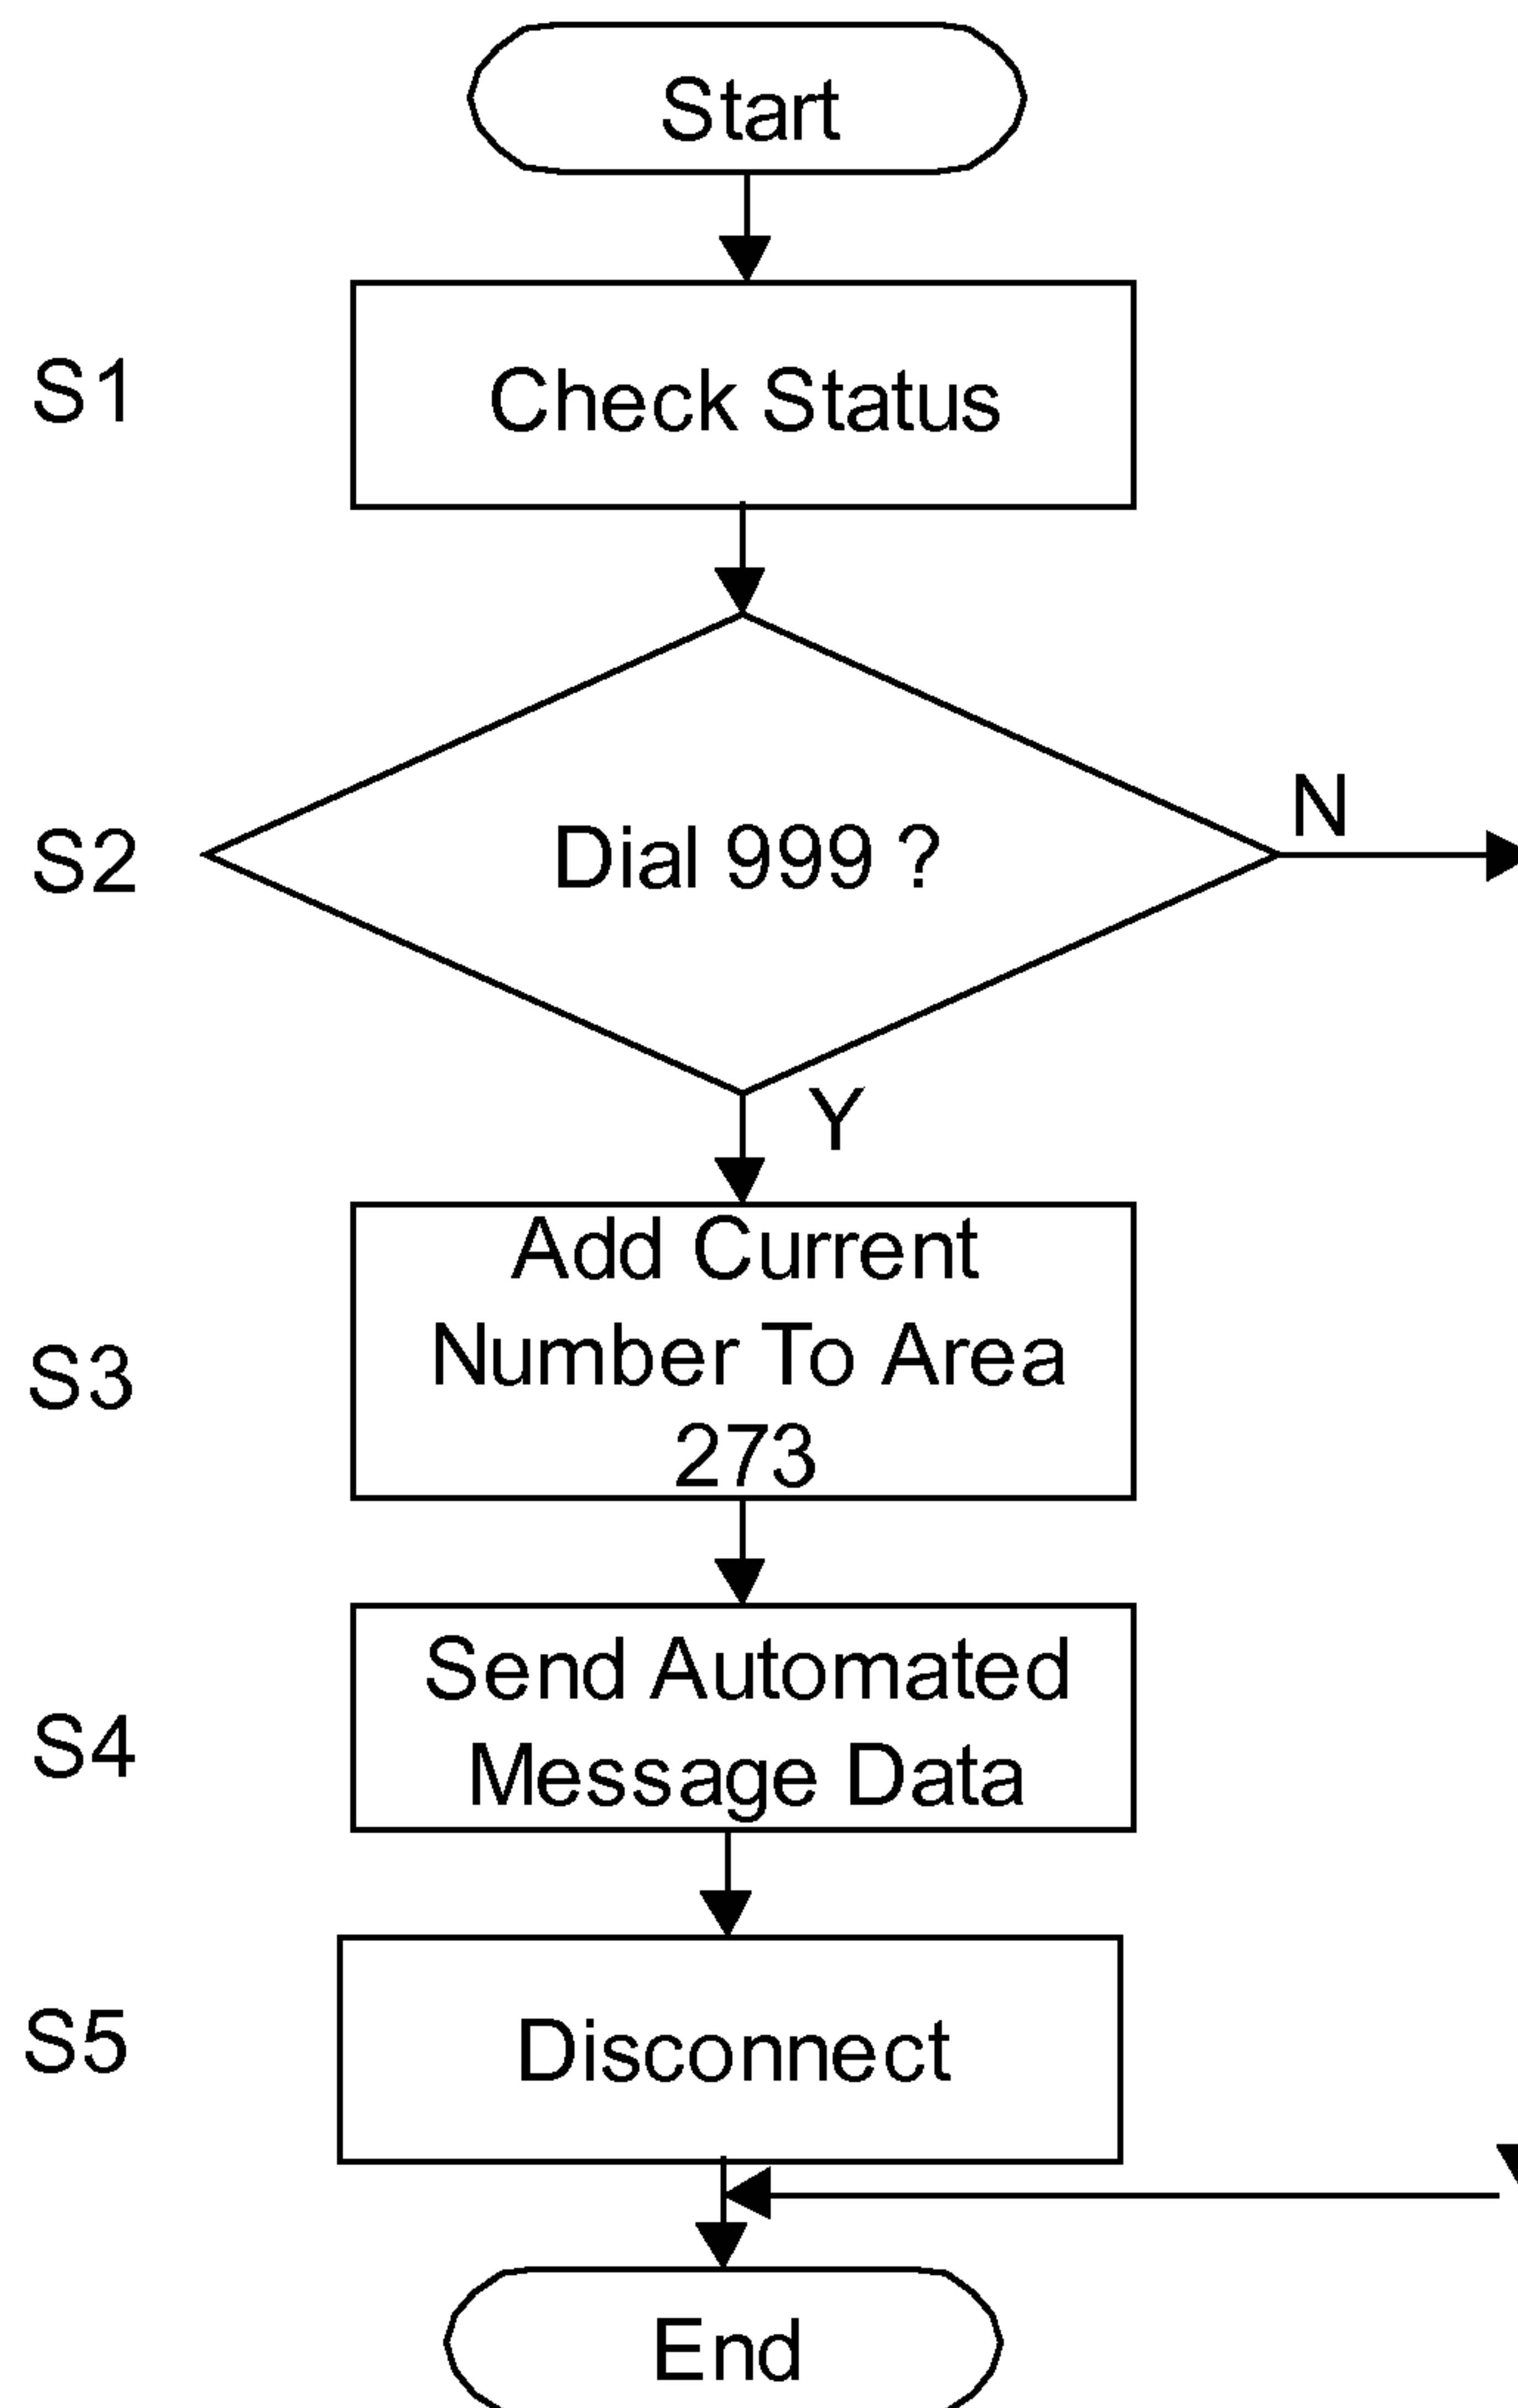 Start
S1
Check Status
S2
Dial 999 ?
N
Y
S3
Add Current
Number To Area
273
S4
Send Automated
Message Data
S5
Disconnect
End